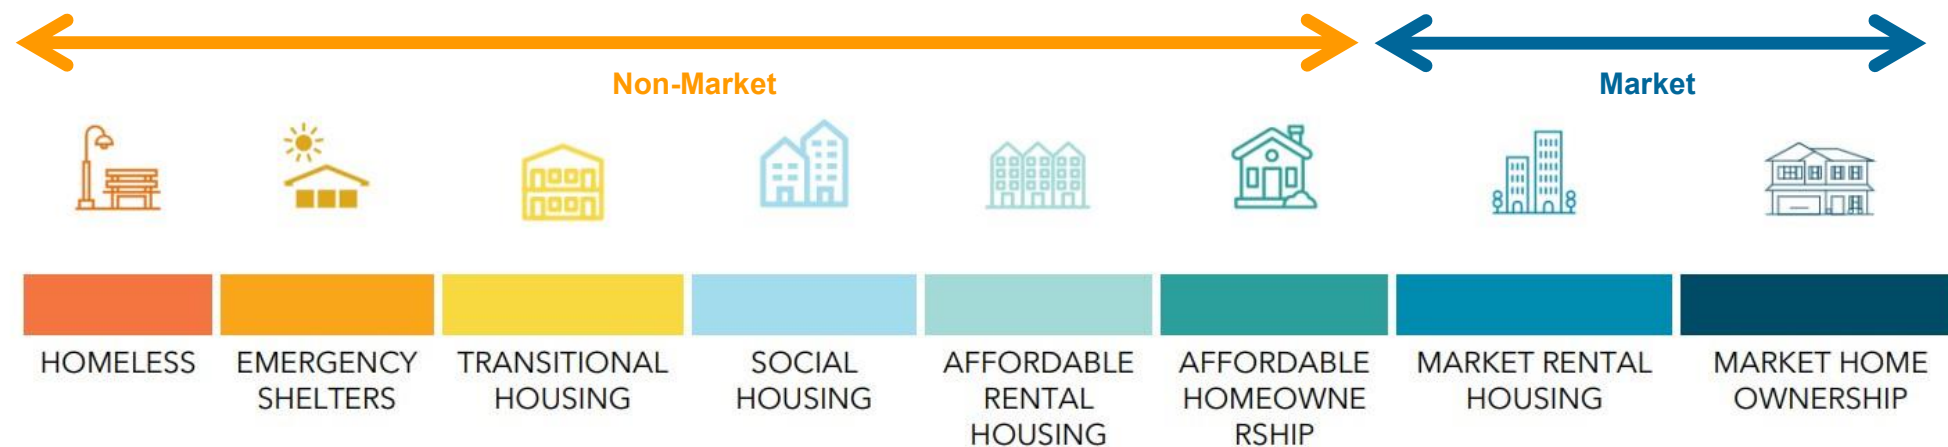 Non-Market
Market
HOMELESS
EMERGENCY
SHELTERS
TRANSITIONAL
HOUSING
SOCIAL
HOUSING
AFFORDABLE
RENTAL
HOUSING
AFFORDABLE
HOMEOWNE
RSHIP
MARKET RENTAL
HOUSING
MARKET HOME
OWNERSHIP